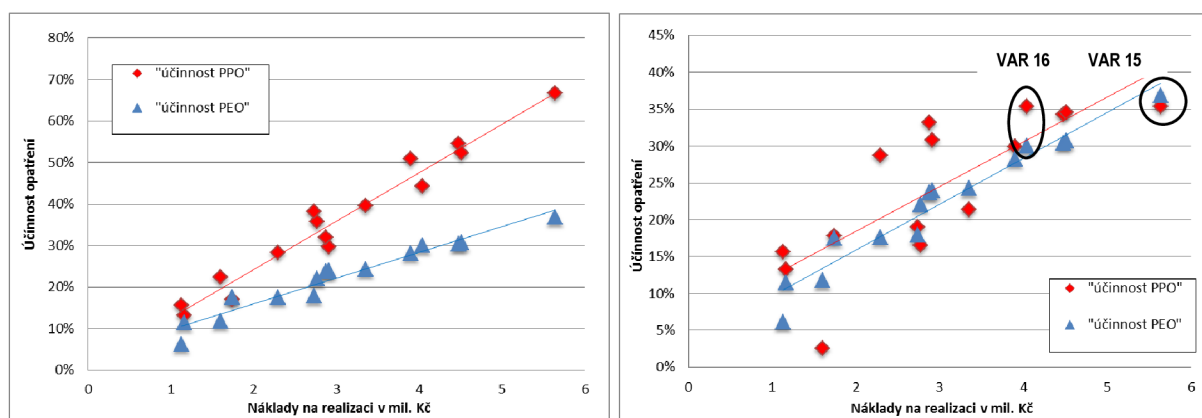 Účínnost opatření
80%
70%
60%
50%
40%
30%
20%
10%
0%
"účinnost PPO"
"účinnost PEO"
0 1 2 3 4 5 6
Náklady na realizaci v mil. Kč
Účínnost opatření
45%
40%
35%
30%
25%
20%
15%
10%
5%
0%
VAR 16
VAR 15
"účinnost PPO"
"účinnost PEO"
0 1 2 3 4 5 6
Náklady na realizaci v mil. Kč